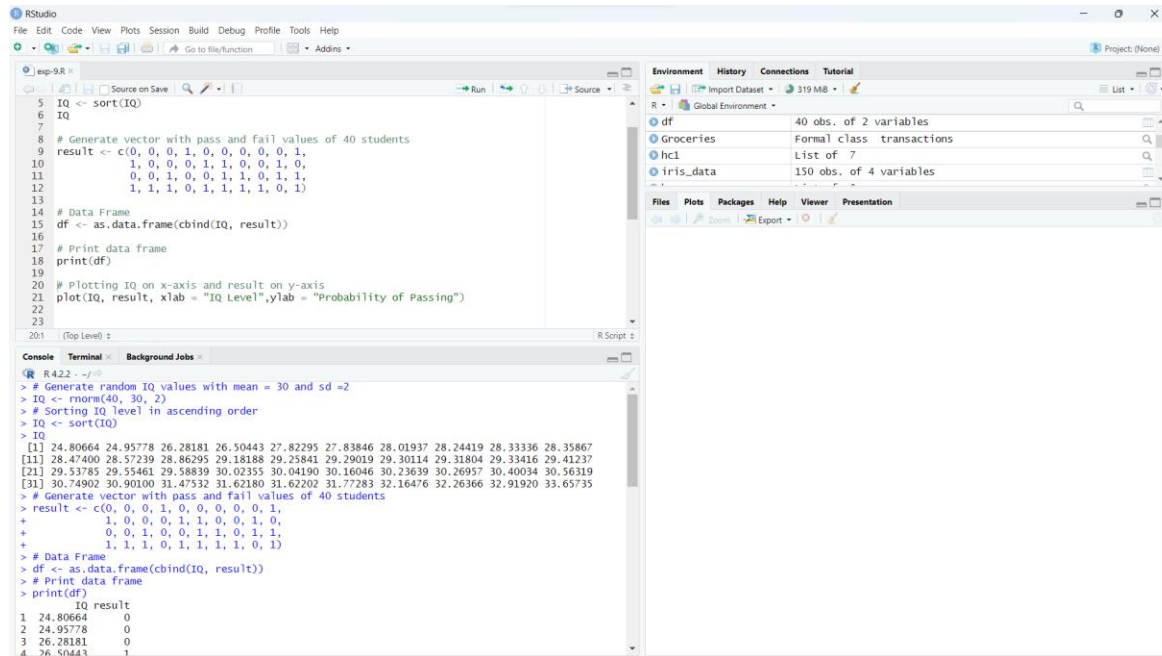 RStudio
File Edit Code View Plots Session Build Debug Profile Tools Help
Go to file/function Addins
Project: (None)
exp-9.R
Source on Save Run Source
5 IQ <- sort(IQ)
6 IQ
7
8 # Generate vector with pass and fail values of 40 students
9 result <- c(0, 0, 0, 1, 0, 0, 0, 0, 0, 1,
10 1, 0, 0, 0, 1, 1, 0, 0, 1, 0,
11 0, 0, 1, 0, 0, 1, 1, 0, 1, 1,
12 1, 1, 1, 0, 1, 1, 1, 1, 0, 1)
13
14 # Data Frame
15 df <- as.data.frame(cbind(IQ, result))
16
17 # Print data frame
18 print(df)
19
20 # Plotting IQ on x-axis and result on y-axis
21 plot(IQ, result, xlab = "IQ Level",ylab = "Probability of Passing")
22
23
20:1 (Top Level) R Script
Console Terminal Background Jobs
R 4.2.2 · ~/
> # Generate random IQ values with mean = 30 and sd =2
> IQ <- rnorm(40, 30, 2)
> # Sorting IQ level in ascending order
> IQ <- sort(IQ)
> IQ
[1] 24.80664 24.95778 26.28181 26.50443 27.82295 27.83846 28.01937 28.24419 28.33336 28.35867
[11] 28.47400 28.57239 28.86295 29.18188 29.25841 29.29019 29.30114 29.31804 29.33416 29.41237
[21] 29.53785 29.55461 29.58839 30.02355 30.04190 30.16046 30.23639 30.26957 30.40034 30.56319
[31] 30.74902 30.90100 31.47532 31.62180 31.62202 31.77283 32.16476 32.26366 32.91920 33.65735
> # Generate vector with pass and fail values of 40 students
> result <- c(0, 0, 0, 1, 0, 0, 0, 0, 0, 1,
+ 1, 0, 0, 0, 1, 1, 0, 0, 1, 0,
+ 0, 0, 1, 0, 0, 1, 1, 0, 1, 1,
+ 1, 1, 1, 0, 1, 1, 1, 1, 0, 1)
> # Data Frame
> df <- as.data.frame(cbind(IQ, result))
> # Print data frame
> print(df)
IQ result
1 24.80664 0
2 24.95778 0
3 26.28181 0
4 26.50443 1
Environment History Connections Tutorial
Import Dataset 319 MiB List
R Global Environment
df 40 obs. of 2 variables
Groceries Formal class transactions
hc1 List of 7
iris_data 150 obs. of 4 variables
Files Plots Packages Help Viewer Presentation
Zoom Export